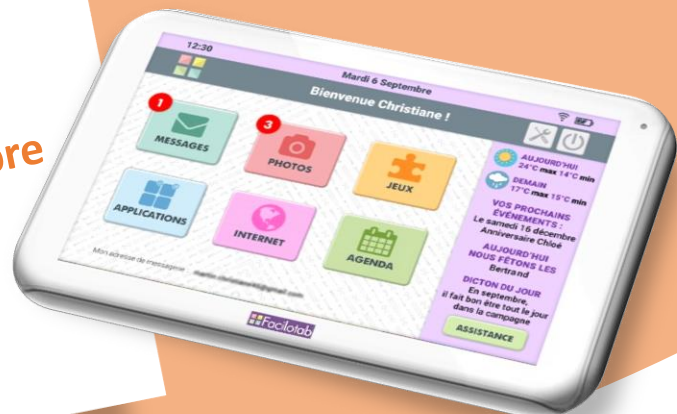 bre
12:30
Mardi 6 Septembre
Bienvenue Christiane !
1
MESSAGES
3
PHOTOS
JEUX
APPLICATIONS
INTERNET
AGENDA
Mon adresse de messagerie :
AUJOURD'HUI
24°C max 14°C min
DEMAIN
17°C max 15°C min
VOS PROCHAINS
ÉVÉNEMENTS :
Le samedi 16 décembre
Anniversaire Chloé
AUJOURD'HUI
NOUS FÊTONS LES
Bertrand
DICTON DU JOUR
En septembre,
il fait bon être tout le jour
dans la campagne
ASSISTANCE
Facilotab